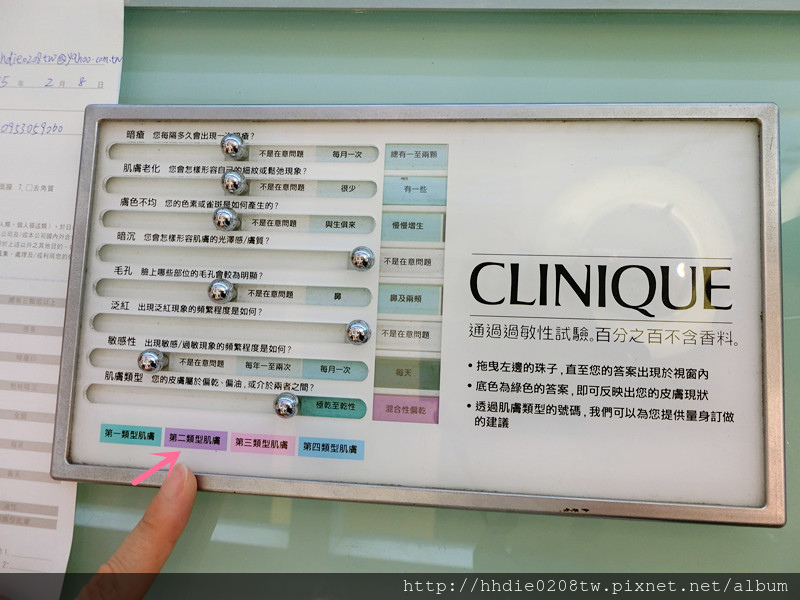 hhdie0208tw@yahoo.com.tw
5 年 2 月 8 日
0953059760
暗瘡 您每隔多久會出現一次暗瘡?
不是在意問題 每月一次 總有一至兩顆
肌膚老化 您會怎樣形容自己的細紋或鬆弛現象?
不是在意問題 很少 有一些
膚色不均 您的色素或雀斑是如何產生的?
不是在意問題 與生俱來 慢慢增生
暗沉 您會怎樣形容肌膚的光澤感/膚質?
不是在意問題
毛孔 臉上哪些部位的毛孔會較為明顯?
不是在意問題 鼻 鼻及兩頰
泛紅 出現泛紅現象的頻繁程度是如何?
不是在意問題
敏感性 出現敏感/過敏現象的頻繁程度是如何?
不是在意問題 每年一至兩次 每月一次 每天
肌膚類型 您的皮膚屬於偏乾、偏油,或介於兩者之間?
極乾至乾性 混合性偏乾
第一類型肌膚 第二類型肌膚 第三類型肌膚 第四類型肌膚
CLINIQUE
通過過敏性試驗。百分之百不含香料。
• 拖曳左邊的珠子,直至您的答案出現於視窗內
• 底色為綠色的答案,即可反映出您的皮膚現狀
• 透過肌膚類型的號碼,我們可以為您提供量身訂做
的建議
http://hhdie0208tw.pixnet.net/album